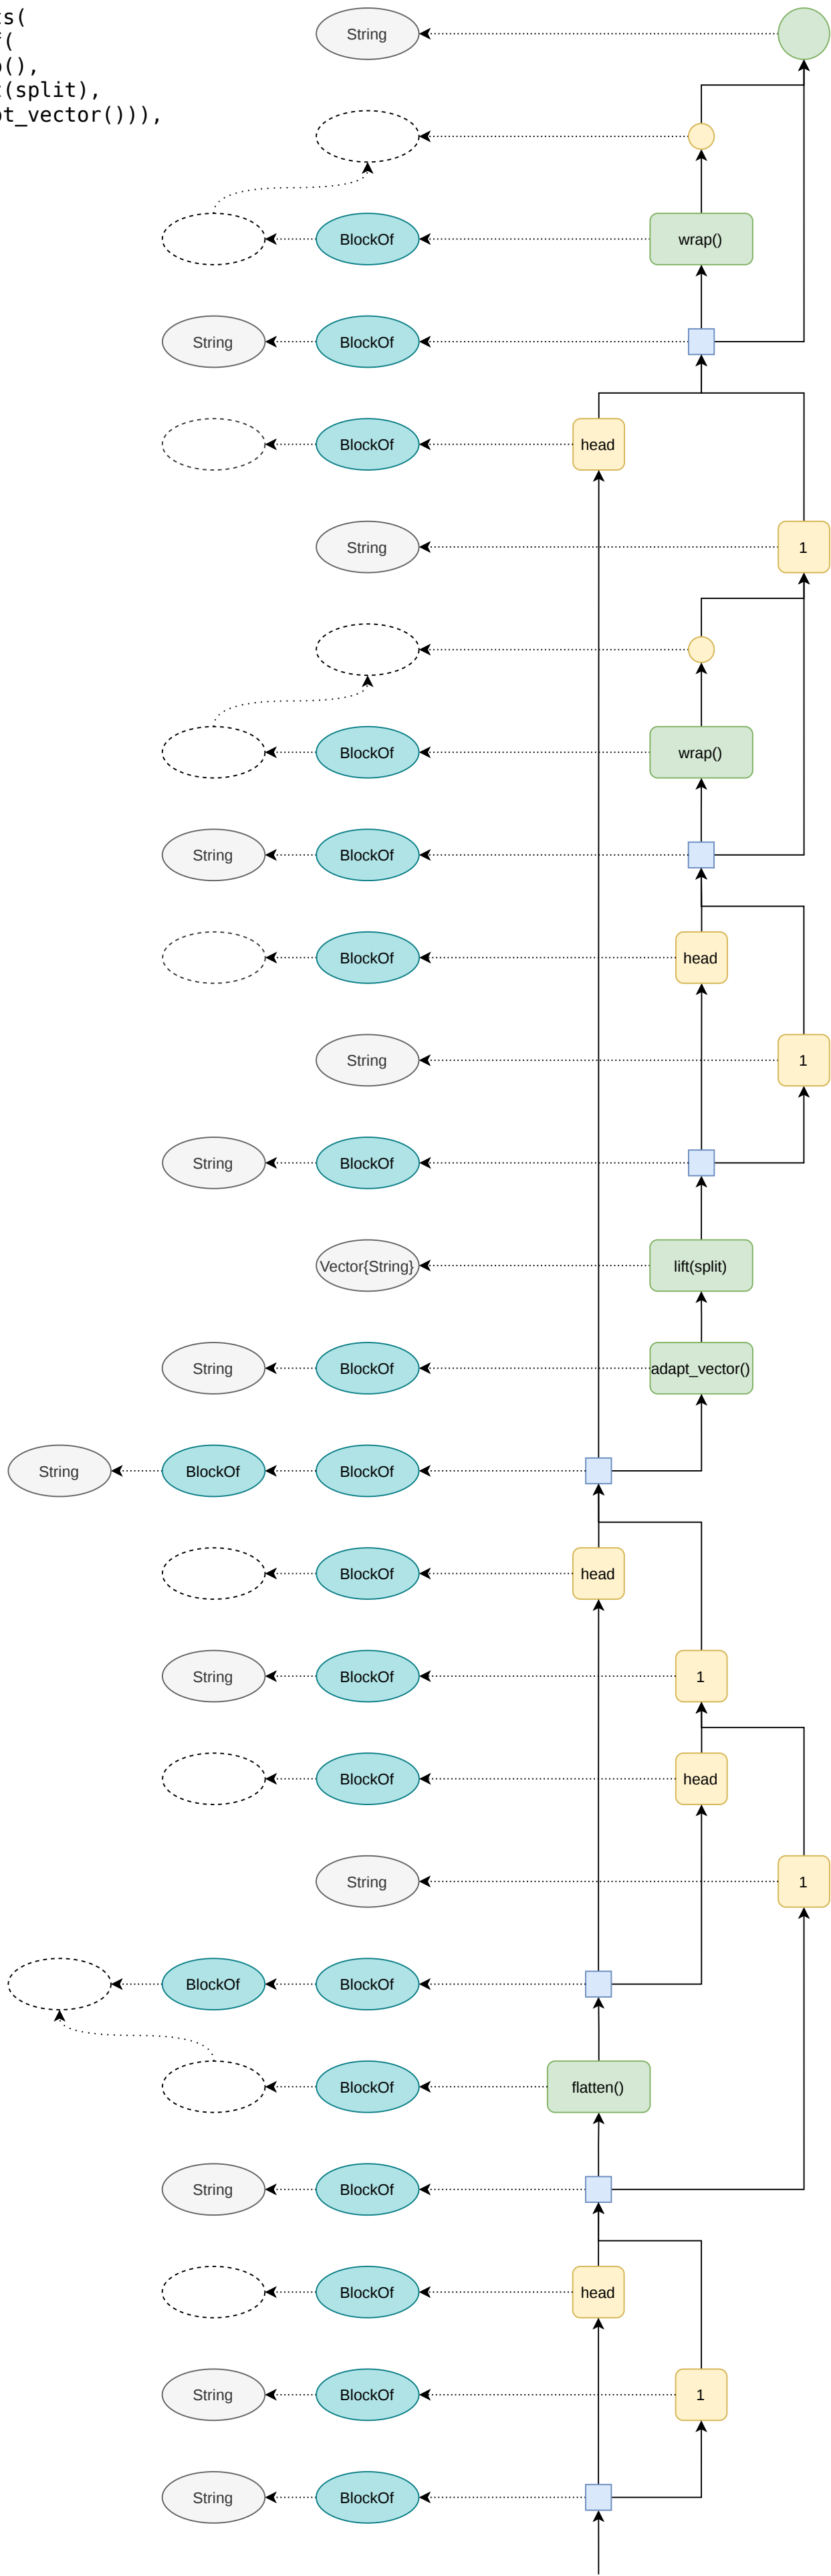 ts(
f(
p(),
t(split),
pt_vector())),
String
BlockOf
wrap()
String
BlockOf
BlockOf
head
String
1
BlockOf
wrap()
String
BlockOf
BlockOf
head
String
1
String
BlockOf
Vector{String}
lift(split)
String
BlockOf
adapt_vector()
String
BlockOf
BlockOf
BlockOf
head
String
BlockOf
1
BlockOf
head
String
1
BlockOf
BlockOf
BlockOf
flatten()
String
BlockOf
BlockOf
head
String
BlockOf
1
String
BlockOf